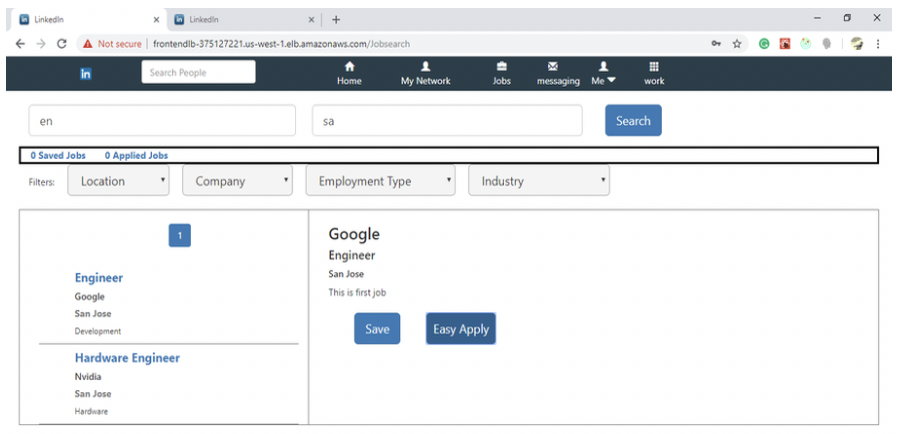 LinkedIn
LinkedIn
Not secure | frontendlb-375127221.us-west-1.elb.amazonaws.com/Jobsearch
in Search People Home My Network Jobs messaging Me work
en sa Search
0 Saved Jobs 0 Applied Jobs
Filters: Location Company Employment Type Industry
1
Engineer
Google
San Jose
Development
Hardware Engineer
Nvidia
San Jose
Hardware
Google
Engineer
San Jose
This is first job
Save Easy Apply